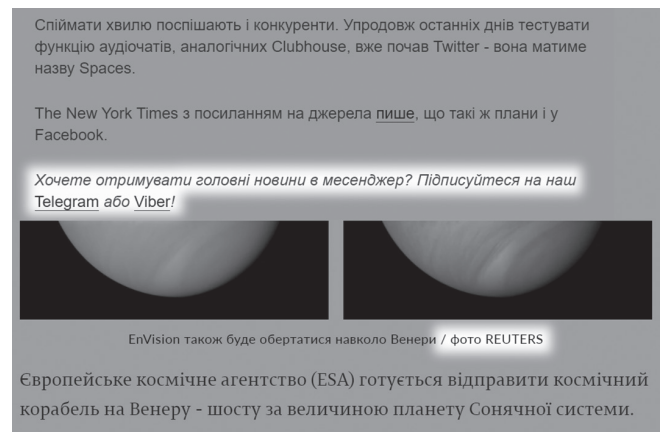 Спіймати хвилю поспішають і конкуренти. Упродовж останніх днів тестувати
функцію аудіочатів, аналогічних Clubhouse, вже почав Twitter - вона матиме
назву Spaces.
The New York Times з посиланням на джерела пише, що такі ж плани і у
Facebook.
Хочете отримувати головні новини в месенджер? Підписуйтеся на наш
Telegram або Viber!
EnVision також буде обертатися навколо Венери / фото REUTERS
Європейське космічне агентство (ESA) готується відправити космічний
корабель на Венеру - шосту за величиною планету Сонячної системи.